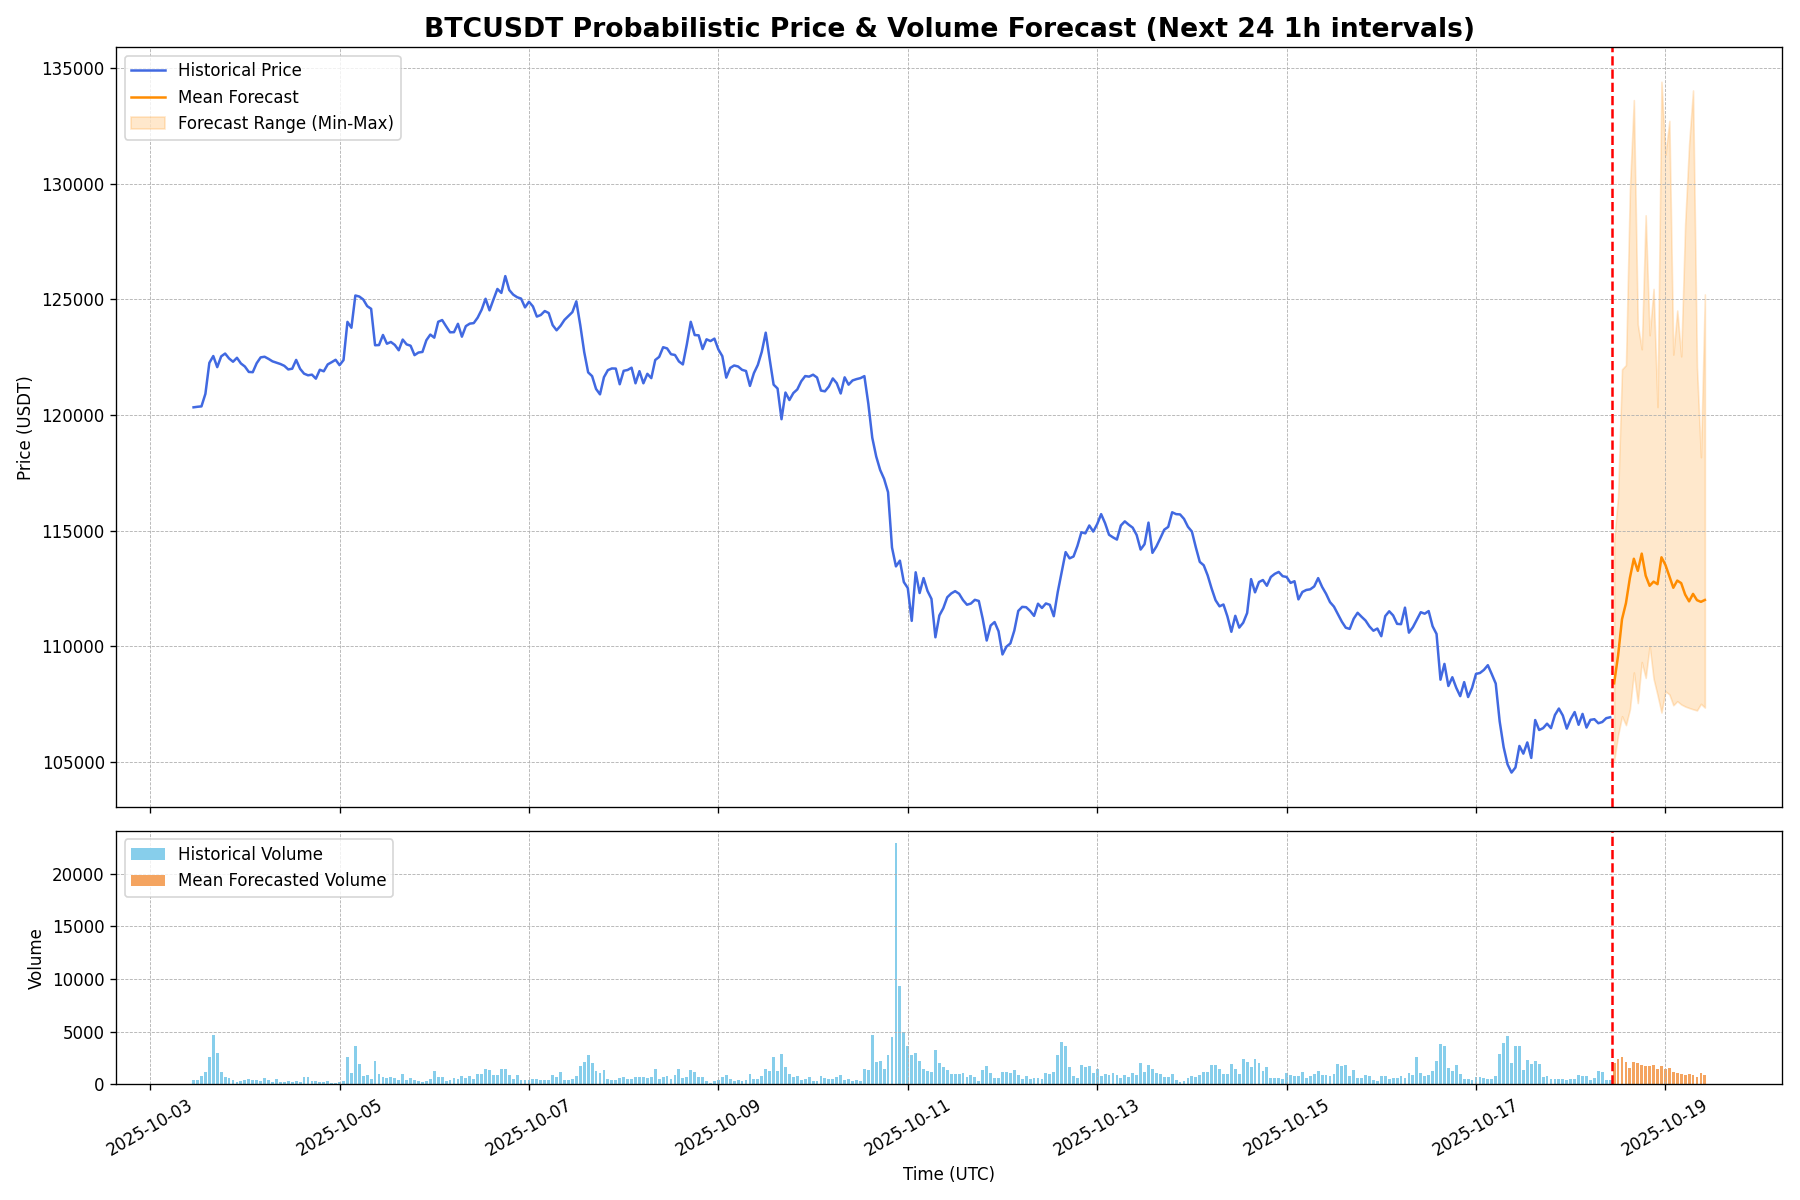 BTCUSDT Probabilistic Price & Volume Forecast (Next 24 1h intervals)
Historical Price
Mean Forecast
Forecast Range (Min-Max)
Price (USDT)
135000
130000
125000
120000
115000
110000
105000
Historical Volume
Mean Forecasted Volume
Volume
20000
15000
10000
5000
0
2025-10-03
2025-10-05
2025-10-07
2025-10-09
2025-10-11
2025-10-13
2025-10-15
2025-10-17
2025-10-19
Time (UTC)